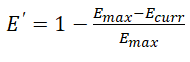 E′ = 1 − (E_max − E_curr) / E_max